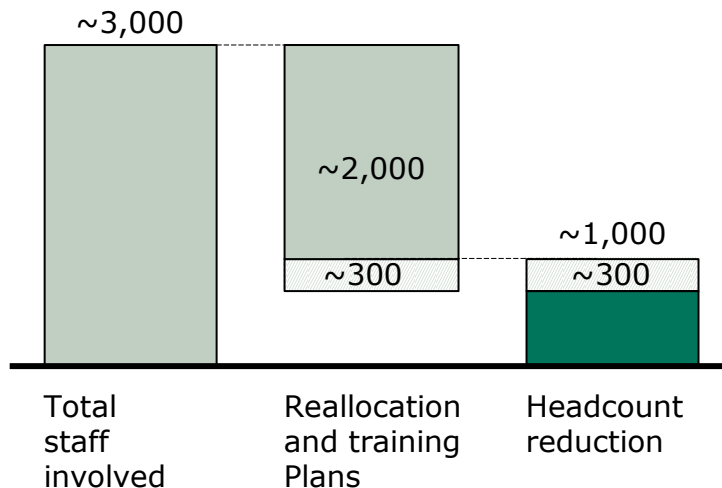 ~3,000
~2,000
~1,000
~300
~300
Total
staff
involved
Reallocation
and training
Plans
Headcount
reduction